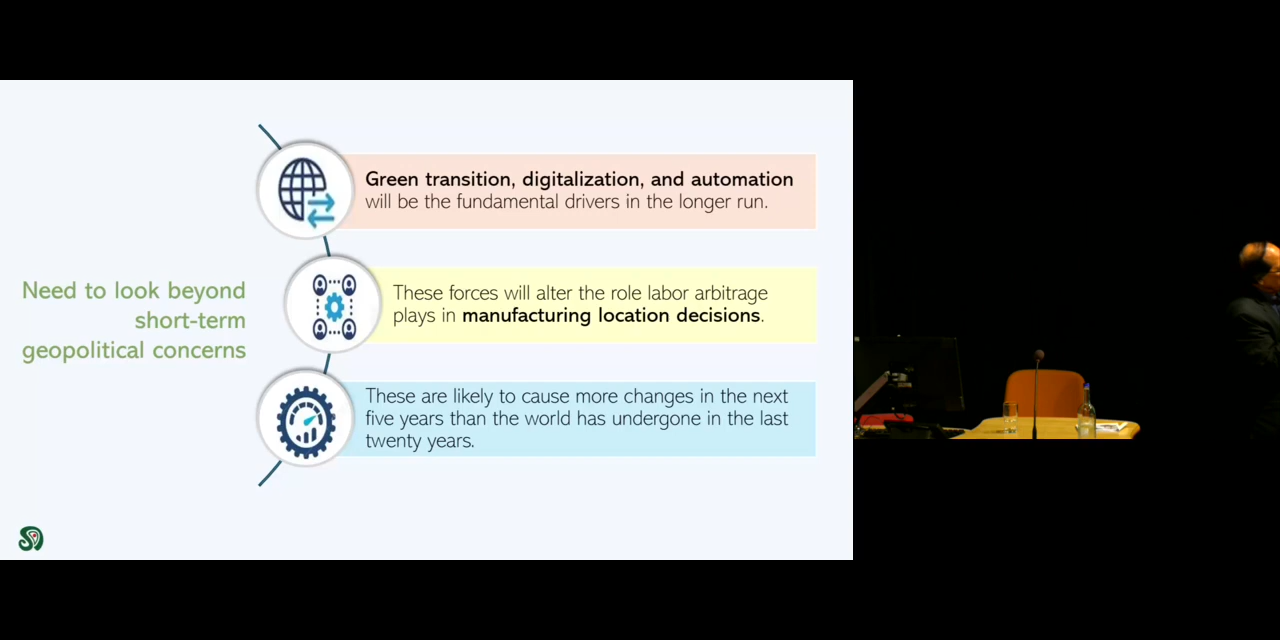 Green transition, digitalization, and automation
will be the fundamental drivers in the longer run.
Need to look beyond
short-term
geopolitical concerns
These forces will alter the role labor arbitrage
plays in manufacturing location decisions.
These are likely to cause more changes in the next
five years than the world has undergone in the last
twenty years.